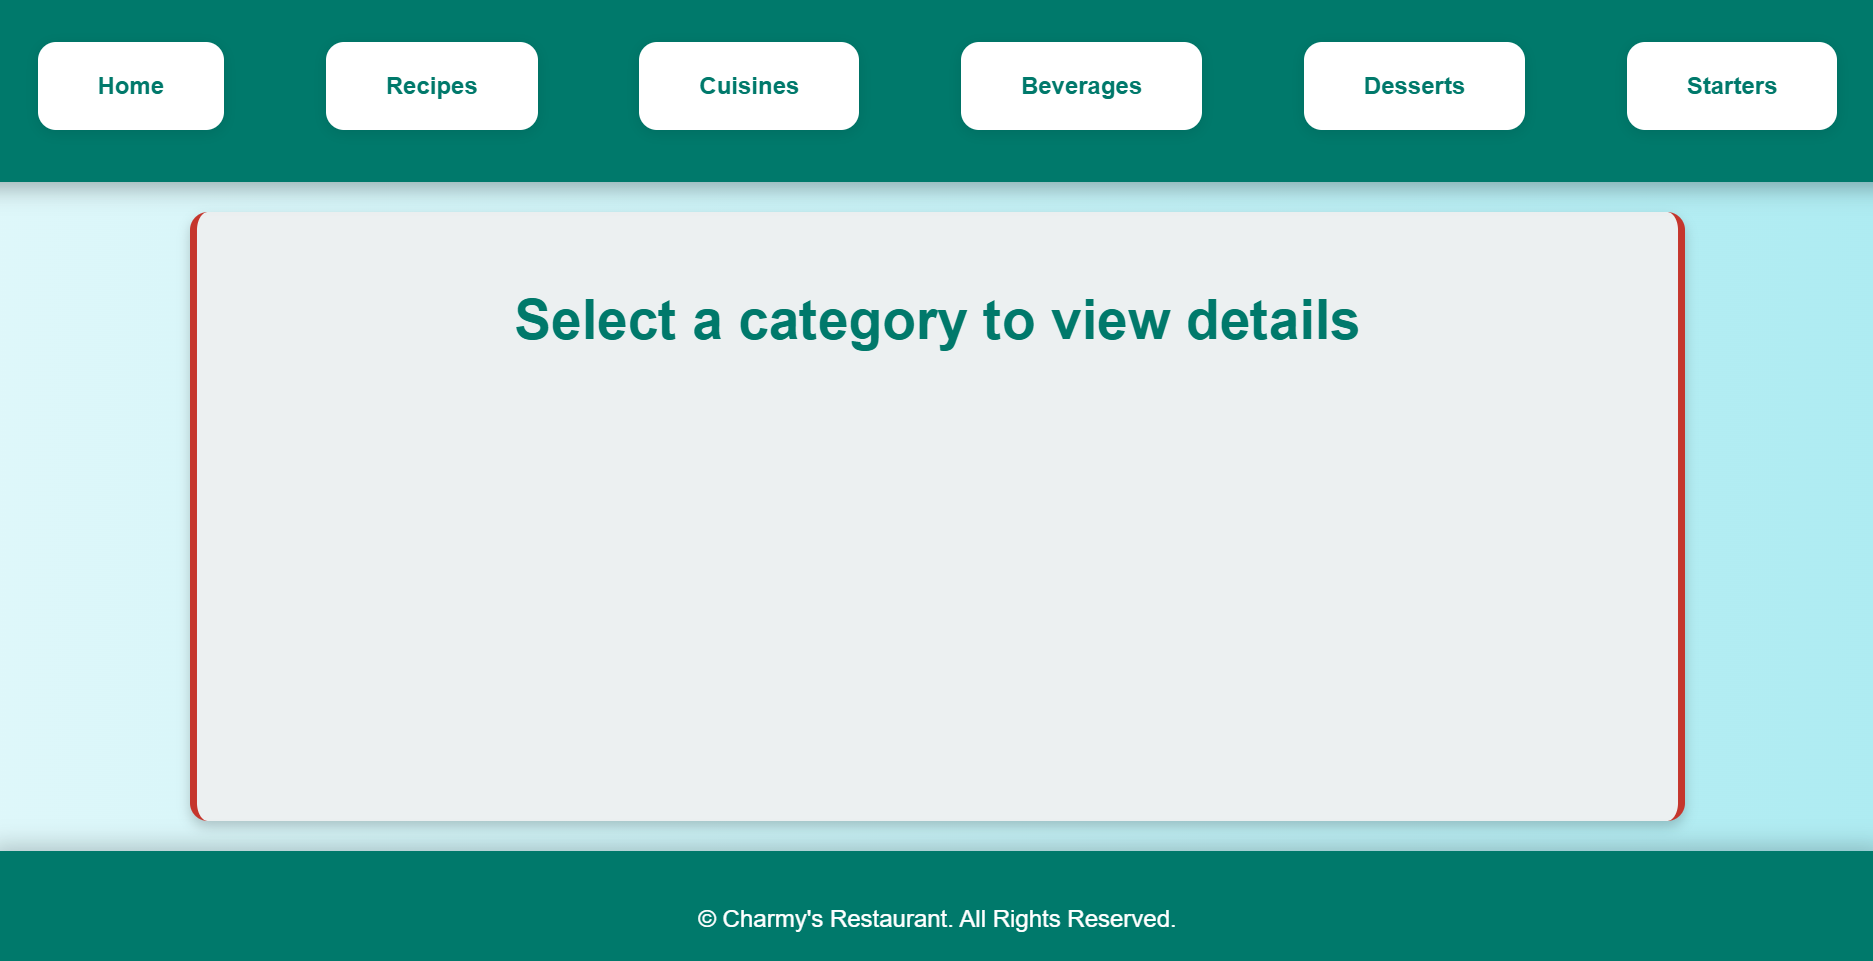 Home Recipes Cuisines Beverages Desserts Starters
Select a category to view details
© Charmy's Restaurant. All Rights Reserved.